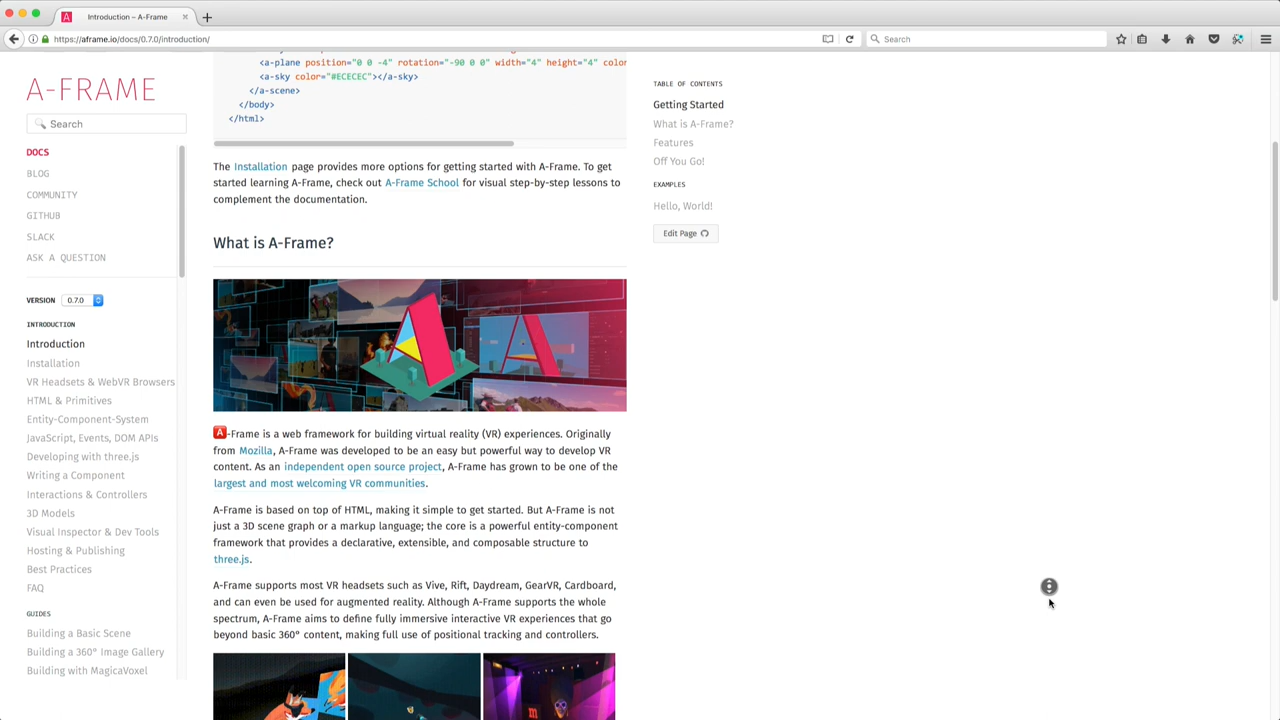 Introduction – A-Frame
https://aframe.io/docs/0.7.0/introduction/
Search
A-FRAME
Search
DOCS
BLOG
COMMUNITY
GITHUB
SLACK
ASK A QUESTION
VERSION 0.7.0
INTRODUCTION
Introduction
Installation
VR Headsets & WebVR Browsers
HTML & Primitives
Entity-Component-System
JavaScript, Events, DOM APIs
Developing with three.js
Writing a Component
Interactions & Controllers
3D Models
Visual Inspector & Dev Tools
Hosting & Publishing
Best Practices
FAQ
GUIDES
Building a Basic Scene
Building a 360° Image Gallery
Building with MagicaVoxel
<a-plane position="0 0 -4" rotation="-90 0 0" width="4" height="4" color
<a-sky color="#ECECEC"></a-sky>
</a-scene>
</body>
</html>
The Installation page provides more options for getting started with A-Frame. To get
started learning A-Frame, check out A-Frame School for visual step-by-step lessons to
complement the documentation.
What is A-Frame?
A-Frame is a web framework for building virtual reality (VR) experiences. Originally
from Mozilla, A-Frame was developed to be an easy but powerful way to develop VR
content. As an independent open source project, A-Frame has grown to be one of the
largest and most welcoming VR communities.
A-Frame is based on top of HTML, making it simple to get started. But A-Frame is not
just a 3D scene graph or a markup language; the core is a powerful entity-component
framework that provides a declarative, extensible, and composable structure to
three.js.
A-Frame supports most VR headsets such as Vive, Rift, Daydream, GearVR, Cardboard,
and can even be used for augmented reality. Although A-Frame supports the whole
spectrum, A-Frame aims to define fully immersive interactive VR experiences that go
beyond basic 360° content, making full use of positional tracking and controllers.
TABLE OF CONTENTS
Getting Started
What is A-Frame?
Features
Off You Go!
EXAMPLES
Hello, World!
Edit Page